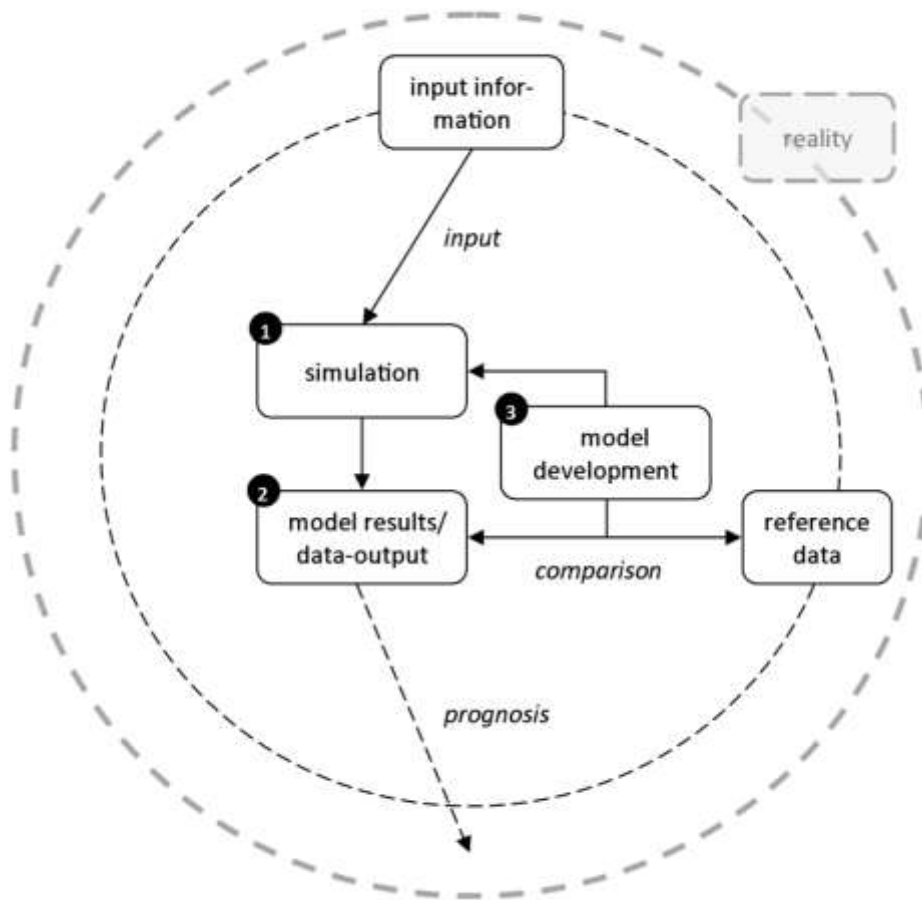 input infor-
mation
reality
input
1
simulation
3
model
development
2
model results/
data-output
reference
data
comparison
prognosis